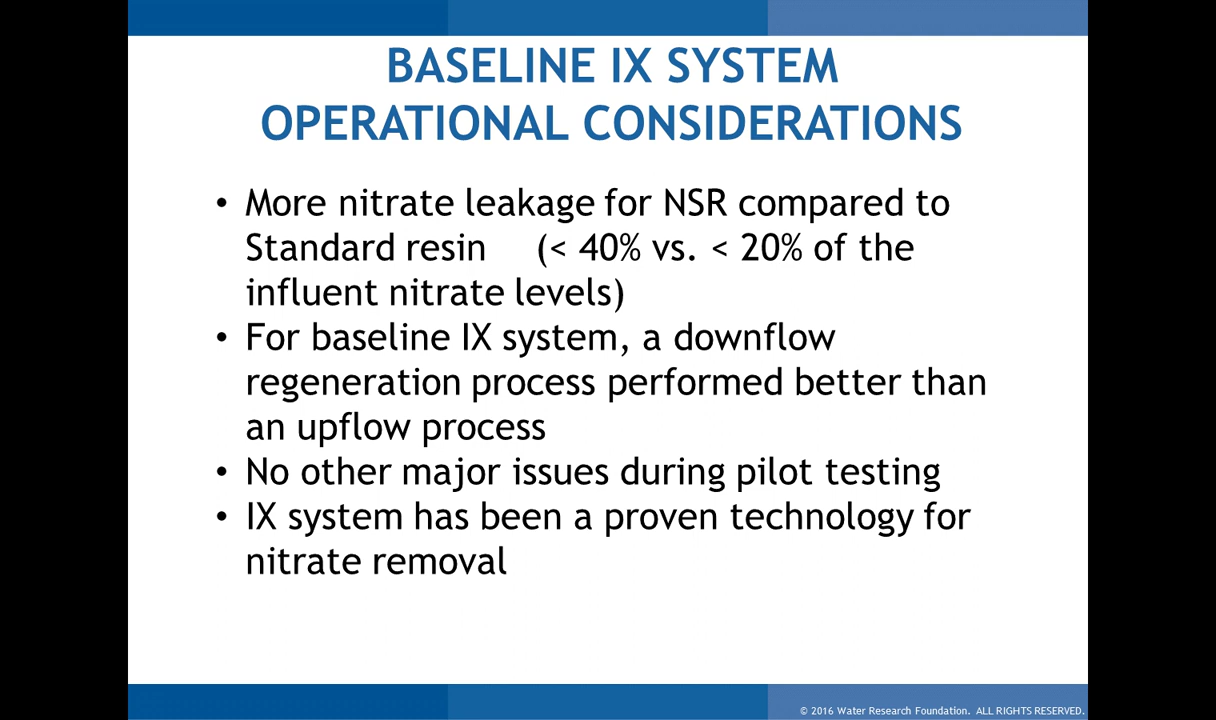 BASELINE IX SYSTEM
OPERATIONAL CONSIDERATIONS
• More nitrate leakage for NSR compared to
Standard resin (< 40% vs. < 20% of the
influent nitrate levels)
• For baseline IX system, a downflow
regeneration process performed better than
an upflow process
• No other major issues during pilot testing
• IX system has been a proven technology for
nitrate removal
© 2016 Water Research Foundation. ALL RIGHTS RESERVED.